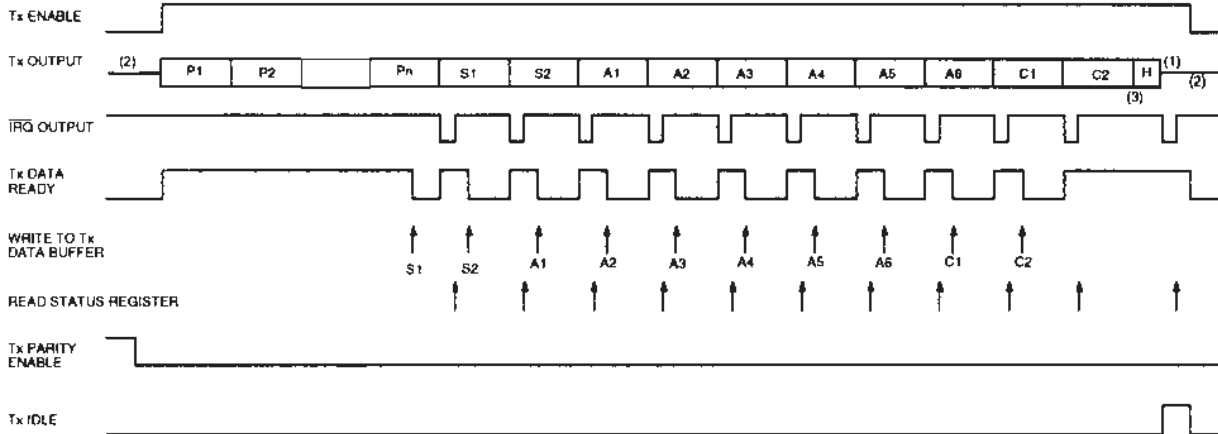 Tx ENABLE
Tx OUTPUT (2) P1 P2 Pn S1 S2 A1 A2 A3 A4 A5 A6 C1 C2 H (1)
(2)
(3)
IRQ OUTPUT
Tx DATA
READY
WRITE TO Tx
DATA BUFFER
S1 S2 A1 A2 A3 A4 A5 A6 C1 C2
READ STATUS REGISTER
Tx PARITY
ENABLE
Tx IDLE